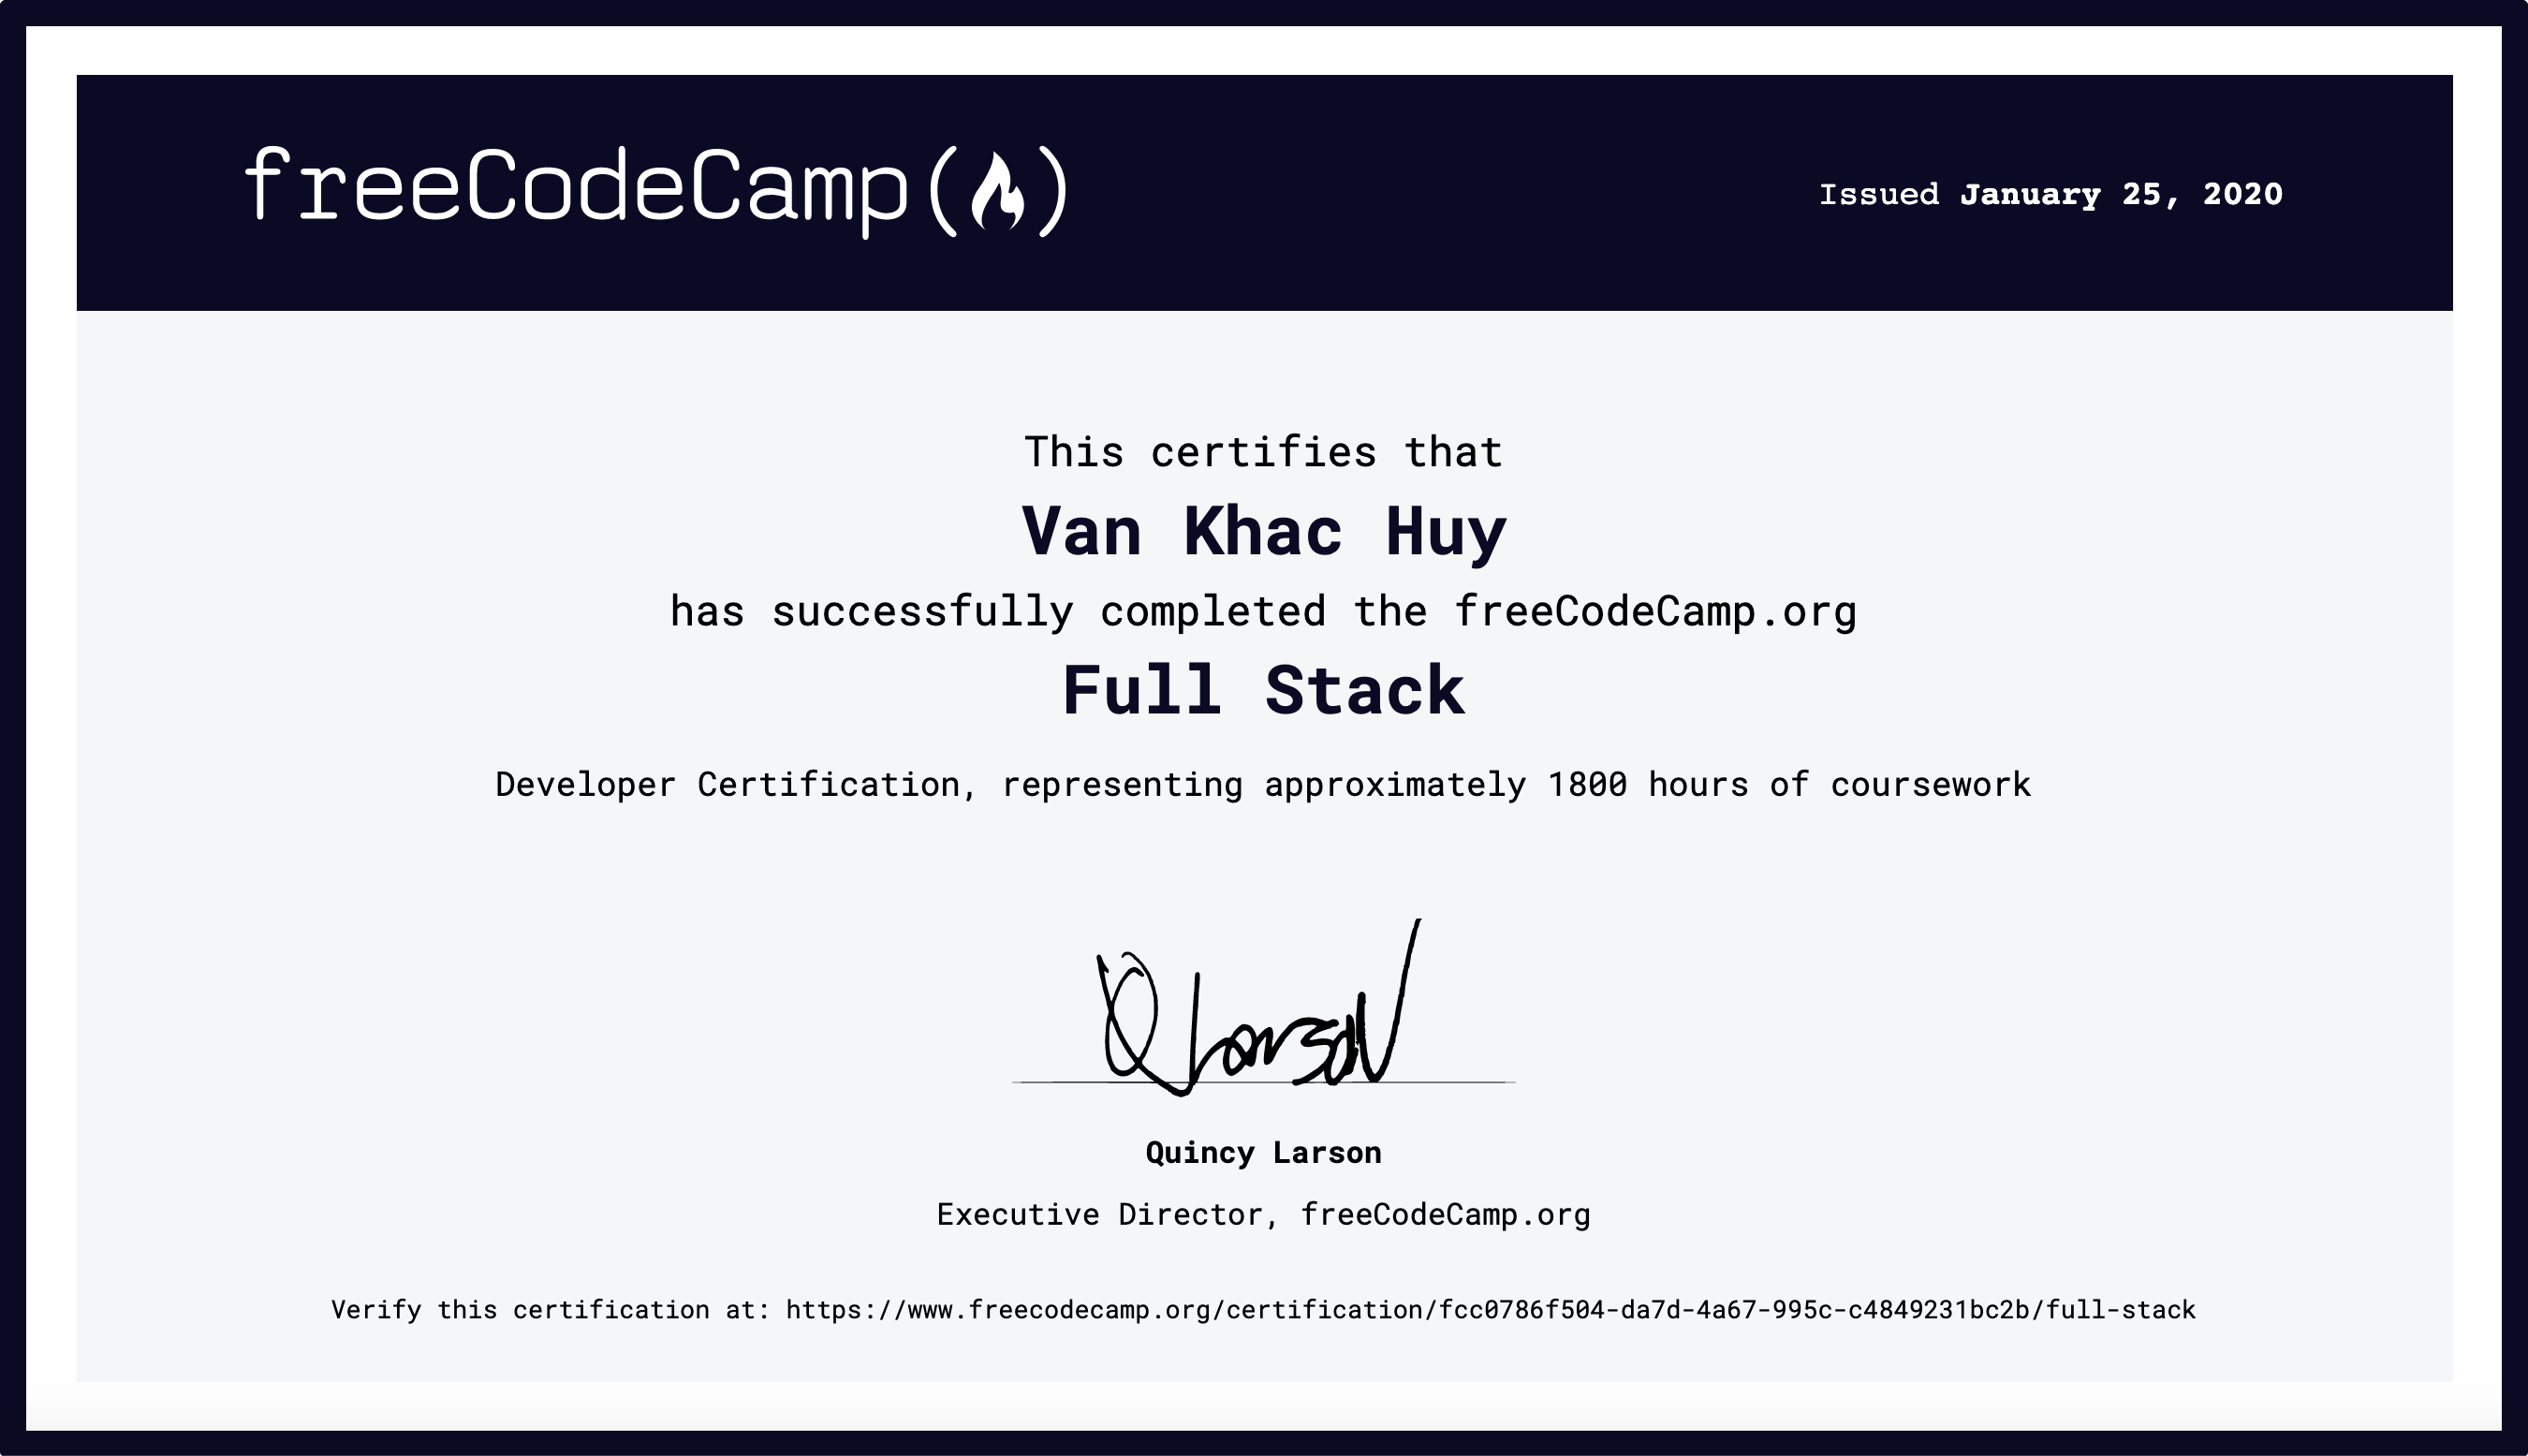 freeCodeCamp(🔥)
Issued January 25, 2020
This certifies that
Van Khac Huy
has successfully completed the freeCodeCamp.org
Full Stack
Developer Certification, representing approximately 1800 hours of coursework
QLarson
Quincy Larson
Executive Director, freeCodeCamp.org
Verify this certification at: https://www.freecodecamp.org/certification/fcc0786f504-da7d-4a67-995c-c4849231bc2b/full-stack